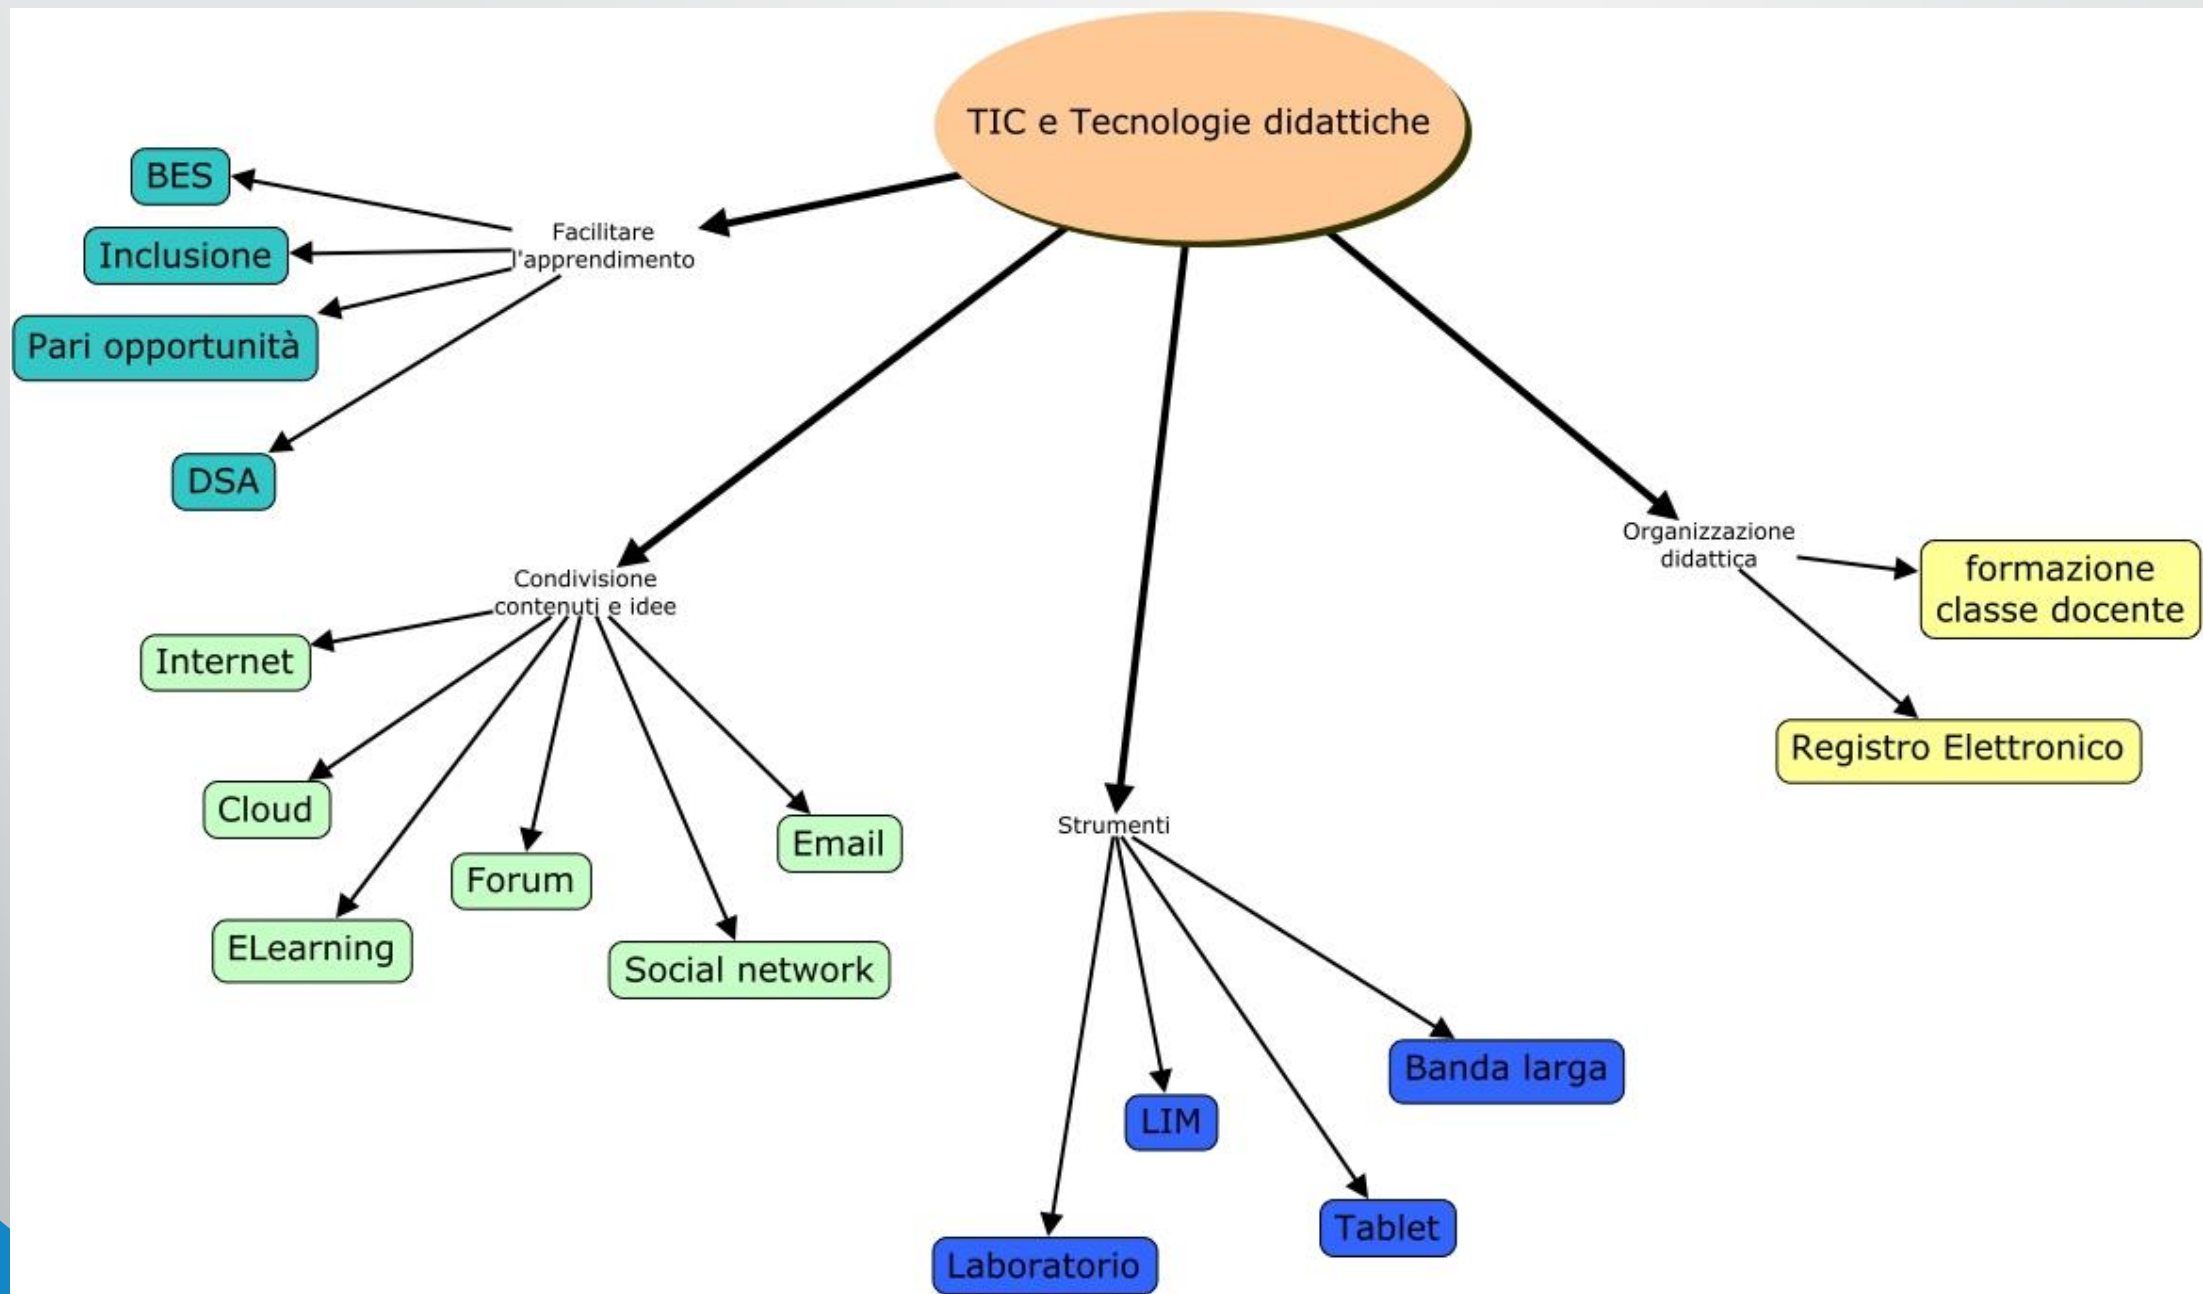 TIC e Tecnologie didattiche
Facilitare
l'apprendimento
BES
Inclusione
Pari opportunità
DSA
Condivisione
contenuti e idee
Internet
Cloud
ELearning
Forum
Social network
Email
Strumenti
Laboratorio
LIM
Tablet
Banda larga
Organizzazione
didattica
formazione
classe docente
Registro Elettronico